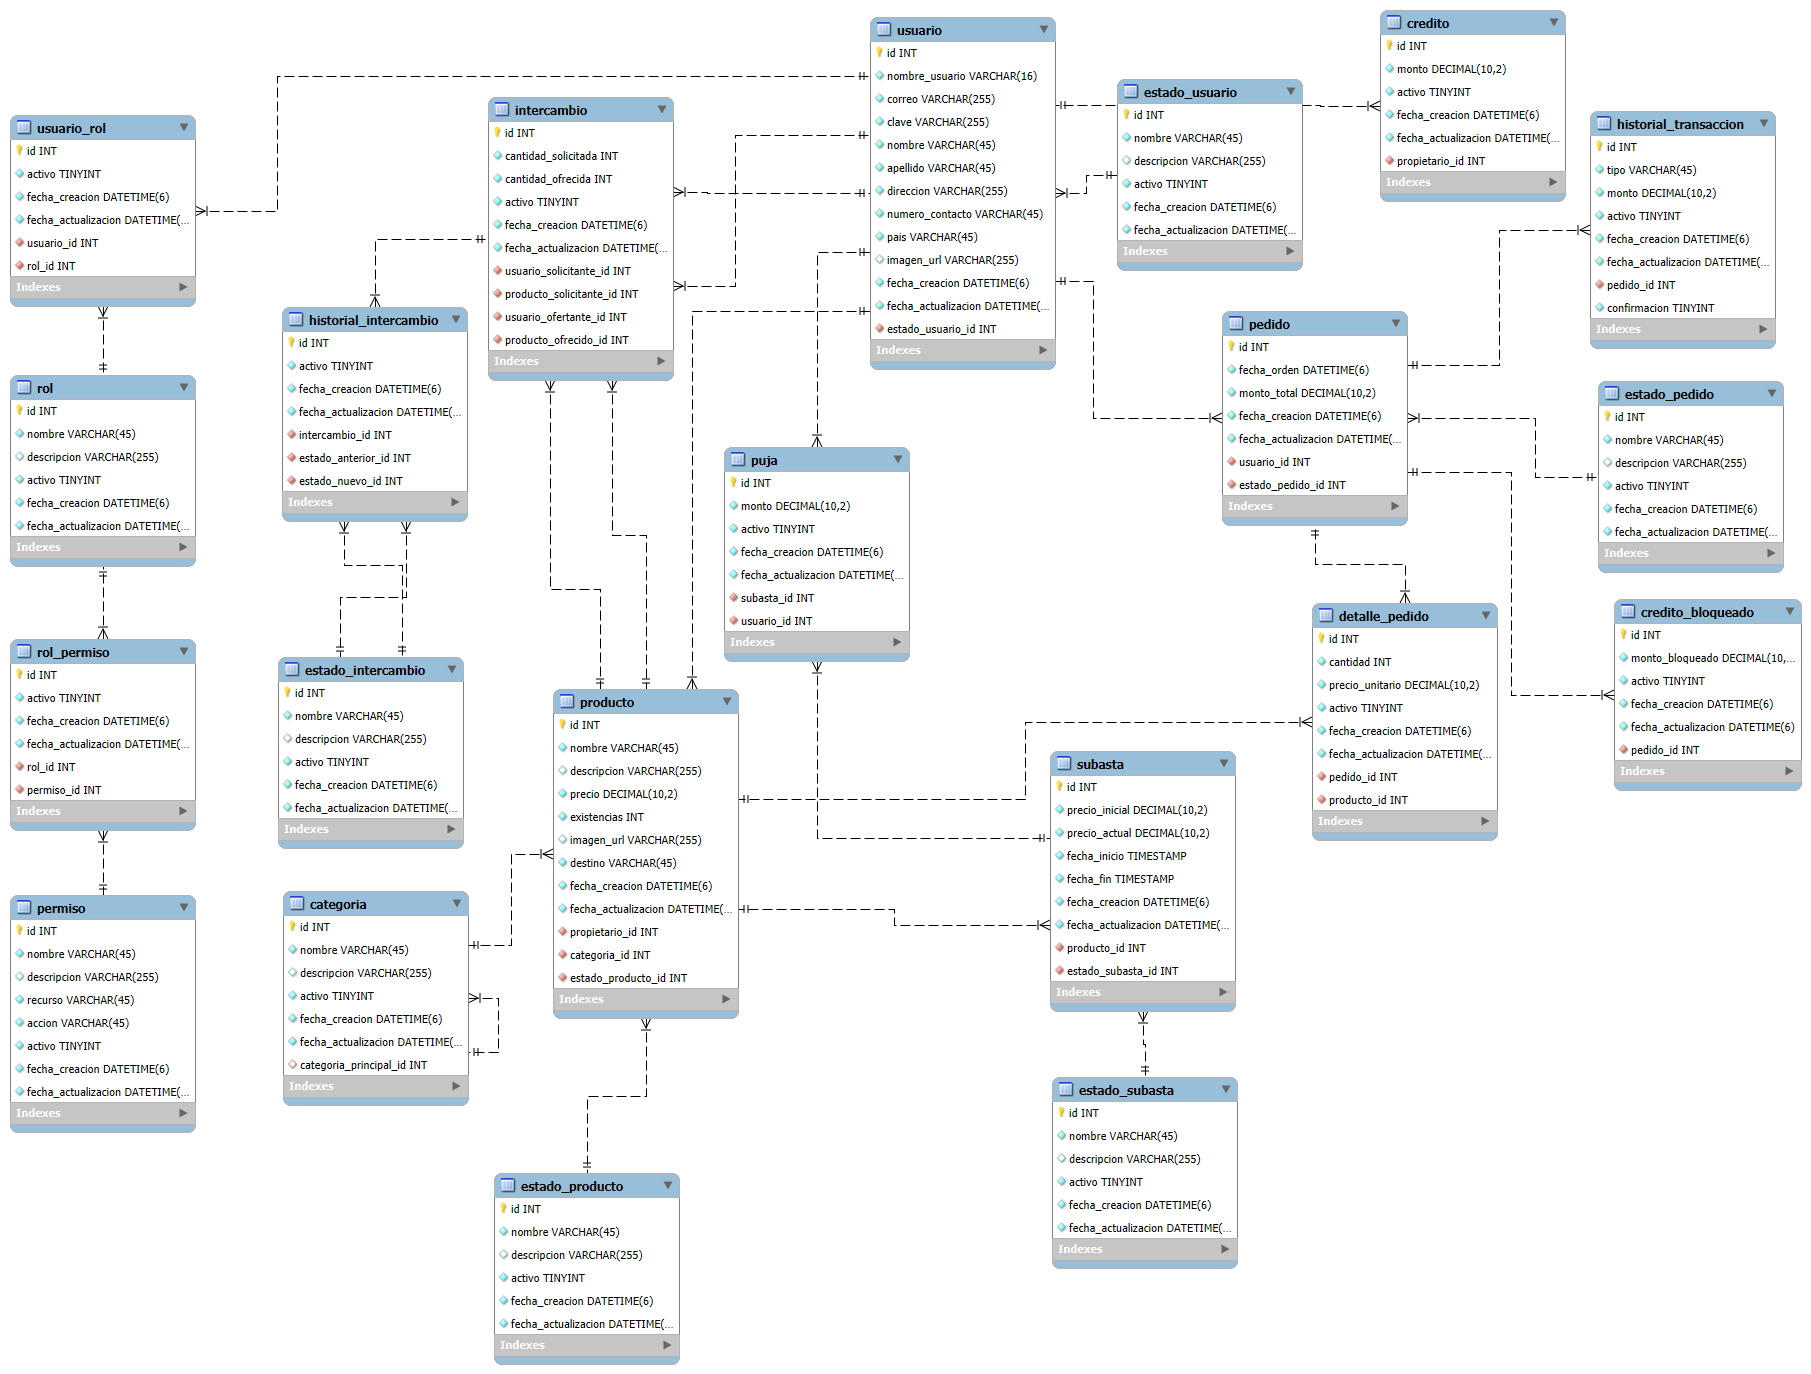 usuario
id INT
nombre_usuario VARCHAR(16)
correo VARCHAR(255)
clave VARCHAR(255)
nombre VARCHAR(45)
apellido VARCHAR(45)
direccion VARCHAR(255)
numero_contacto VARCHAR(45)
pais VARCHAR(45)
imagen_url VARCHAR(255)
fecha_creacion DATETIME(6)
fecha_actualizacion DATETIME(...
estado_usuario_id INT
Indexes
credito
id INT
monto DECIMAL(10,2)
activo TINYINT
fecha_creacion DATETIME(6)
fecha_actualizacion DATETIME(...
propietario_id INT
Indexes
estado_usuario
id INT
nombre VARCHAR(45)
descripcion VARCHAR(255)
activo TINYINT
fecha_creacion DATETIME(6)
fecha_actualizacion DATETIME(...
Indexes
historial_transaccion
id INT
tipo VARCHAR(45)
monto DECIMAL(10,2)
activo TINYINT
fecha_creacion DATETIME(6)
fecha_actualizacion DATETIME(...
pedido_id INT
confirmacion TINYINT
Indexes
usuario_rol
id INT
activo TINYINT
fecha_creacion DATETIME(6)
fecha_actualizacion DATETIME(...
usuario_id INT
rol_id INT
Indexes
intercambio
id INT
cantidad_solicitada INT
cantidad_ofrecida INT
activo TINYINT
fecha_creacion DATETIME(6)
fecha_actualizacion DATETIME(...
usuario_solicitante_id INT
producto_solicitante_id INT
usuario_ofertante_id INT
producto_ofrecido_id INT
Indexes
historial_intercambio
id INT
activo TINYINT
fecha_creacion DATETIME(6)
fecha_actualizacion DATETIME(...
intercambio_id INT
estado_anterior_id INT
estado_nuevo_id INT
Indexes
pedido
id INT
fecha_orden DATETIME(6)
monto_total DECIMAL(10,2)
fecha_creacion DATETIME(6)
fecha_actualizacion DATETIME(...
usuario_id INT
estado_pedido_id INT
Indexes
rol
id INT
nombre VARCHAR(45)
descripcion VARCHAR(255)
activo TINYINT
fecha_creacion DATETIME(6)
fecha_actualizacion DATETIME(...
Indexes
estado_pedido
id INT
nombre VARCHAR(45)
descripcion VARCHAR(255)
activo TINYINT
fecha_creacion DATETIME(6)
fecha_actualizacion DATETIME(...
Indexes
puja
id INT
monto DECIMAL(10,2)
activo TINYINT
fecha_creacion DATETIME(6)
fecha_actualizacion DATETIME(...
subasta_id INT
usuario_id INT
Indexes
detalle_pedido
id INT
cantidad INT
precio_unitario DECIMAL(10,2)
activo TINYINT
fecha_creacion DATETIME(6)
fecha_actualizacion DATETIME(...
pedido_id INT
producto_id INT
Indexes
credito_bloqueado
id INT
monto_bloqueado DECIMAL(10,...
activo TINYINT
fecha_creacion DATETIME(6)
fecha_actualizacion DATETIME(6)
pedido_id INT
Indexes
rol_permiso
id INT
activo TINYINT
fecha_creacion DATETIME(6)
fecha_actualizacion DATETIME(...
rol_id INT
permiso_id INT
Indexes
estado_intercambio
id INT
nombre VARCHAR(45)
descripcion VARCHAR(255)
activo TINYINT
fecha_creacion DATETIME(6)
fecha_actualizacion DATETIME(...
Indexes
producto
id INT
nombre VARCHAR(45)
descripcion VARCHAR(255)
precio DECIMAL(10,2)
existencias INT
imagen_url VARCHAR(255)
destino VARCHAR(45)
fecha_creacion DATETIME(6)
fecha_actualizacion DATETIME(...
propietario_id INT
categoria_id INT
estado_producto_id INT
Indexes
subasta
id INT
precio_inicial DECIMAL(10,2)
precio_actual DECIMAL(10,2)
fecha_inicio TIMESTAMP
fecha_fin TIMESTAMP
fecha_creacion DATETIME(6)
fecha_actualizacion DATETIME(...
producto_id INT
estado_subasta_id INT
Indexes
permiso
id INT
nombre VARCHAR(45)
descripcion VARCHAR(255)
recurso VARCHAR(45)
accion VARCHAR(45)
activo TINYINT
fecha_creacion DATETIME(6)
fecha_actualizacion DATETIME(...
Indexes
categoria
id INT
nombre VARCHAR(45)
descripcion VARCHAR(255)
activo TINYINT
fecha_creacion DATETIME(6)
fecha_actualizacion DATETIME(...
categoria_principal_id INT
Indexes
estado_subasta
id INT
nombre VARCHAR(45)
descripcion VARCHAR(255)
activo TINYINT
fecha_creacion DATETIME(6)
fecha_actualizacion DATETIME(...
Indexes
estado_producto
id INT
nombre VARCHAR(45)
descripcion VARCHAR(255)
activo TINYINT
fecha_creacion DATETIME(6)
fecha_actualizacion DATETIME(...
Indexes